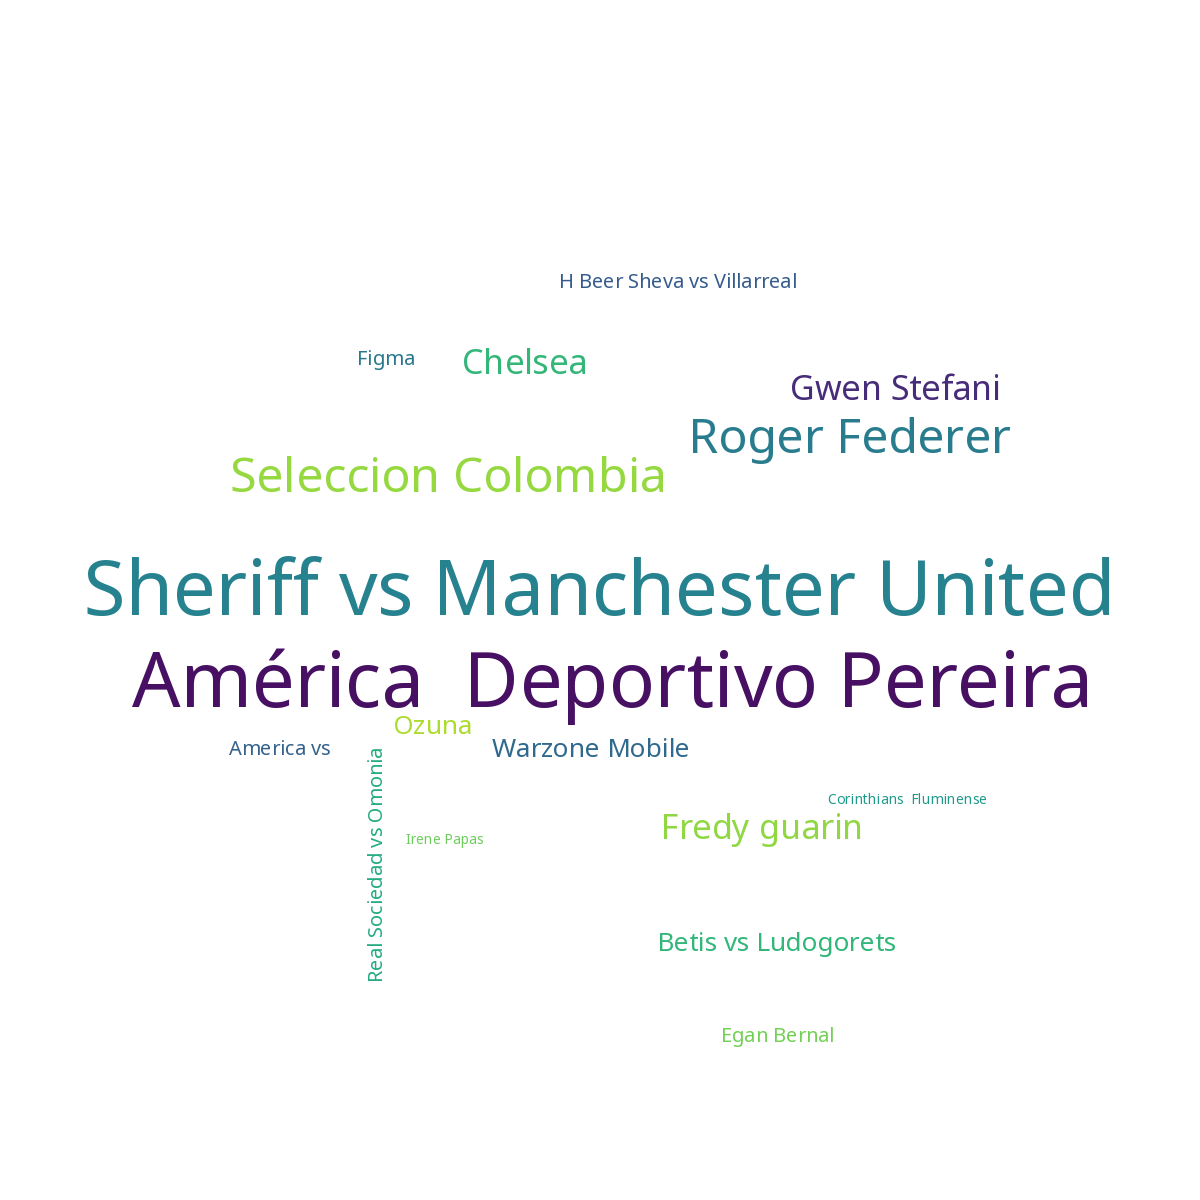 H Beer Sheva vs Villarreal
Figma
Chelsea
Gwen Stefani
Roger Federer
Seleccion Colombia
Sheriff vs Manchester United
América  Deportivo Pereira
Ozuna
America vs
Warzone Mobile
Real Sociedad vs Omonia
Corinthians  Fluminense
Fredy guarin
Irene Papas
Betis vs Ludogorets
Egan Bernal